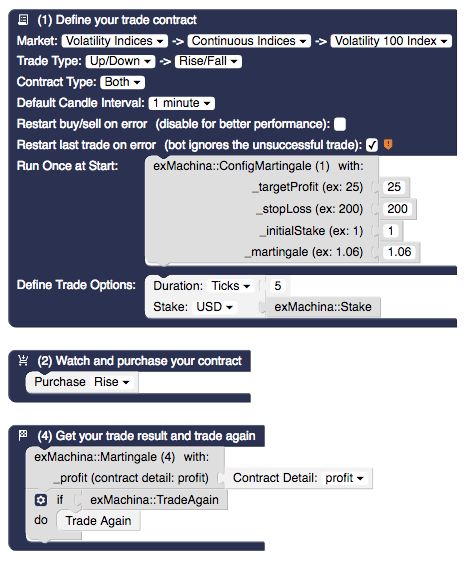 (1) Define your trade contract
Market: Volatility Indices -> Continuous Indices -> Volatility 100 Index
Trade Type: Up/Down -> Rise/Fall
Contract Type: Both
Default Candle Interval: 1 minute
Restart buy/sell on error (disable for better performance):
Restart last trade on error (bot ignores the unsuccessful trade):
Run Once at Start: exMachina::ConfigMartingale (1) with:
_targetProfit (ex: 25) 25
_stopLoss (ex: 200) 200
_initialStake (ex: 1) 1
_martingale (ex: 1.06) 1.06
Define Trade Options: Duration: Ticks 5
Stake: USD exMachina::Stake
(2) Watch and purchase your contract
Purchase Rise
(4) Get your trade result and trade again
exMachina::Martingale (4) with:
_profit (contract detail: profit) Contract Detail: profit
if exMachina::TradeAgain
do Trade Again